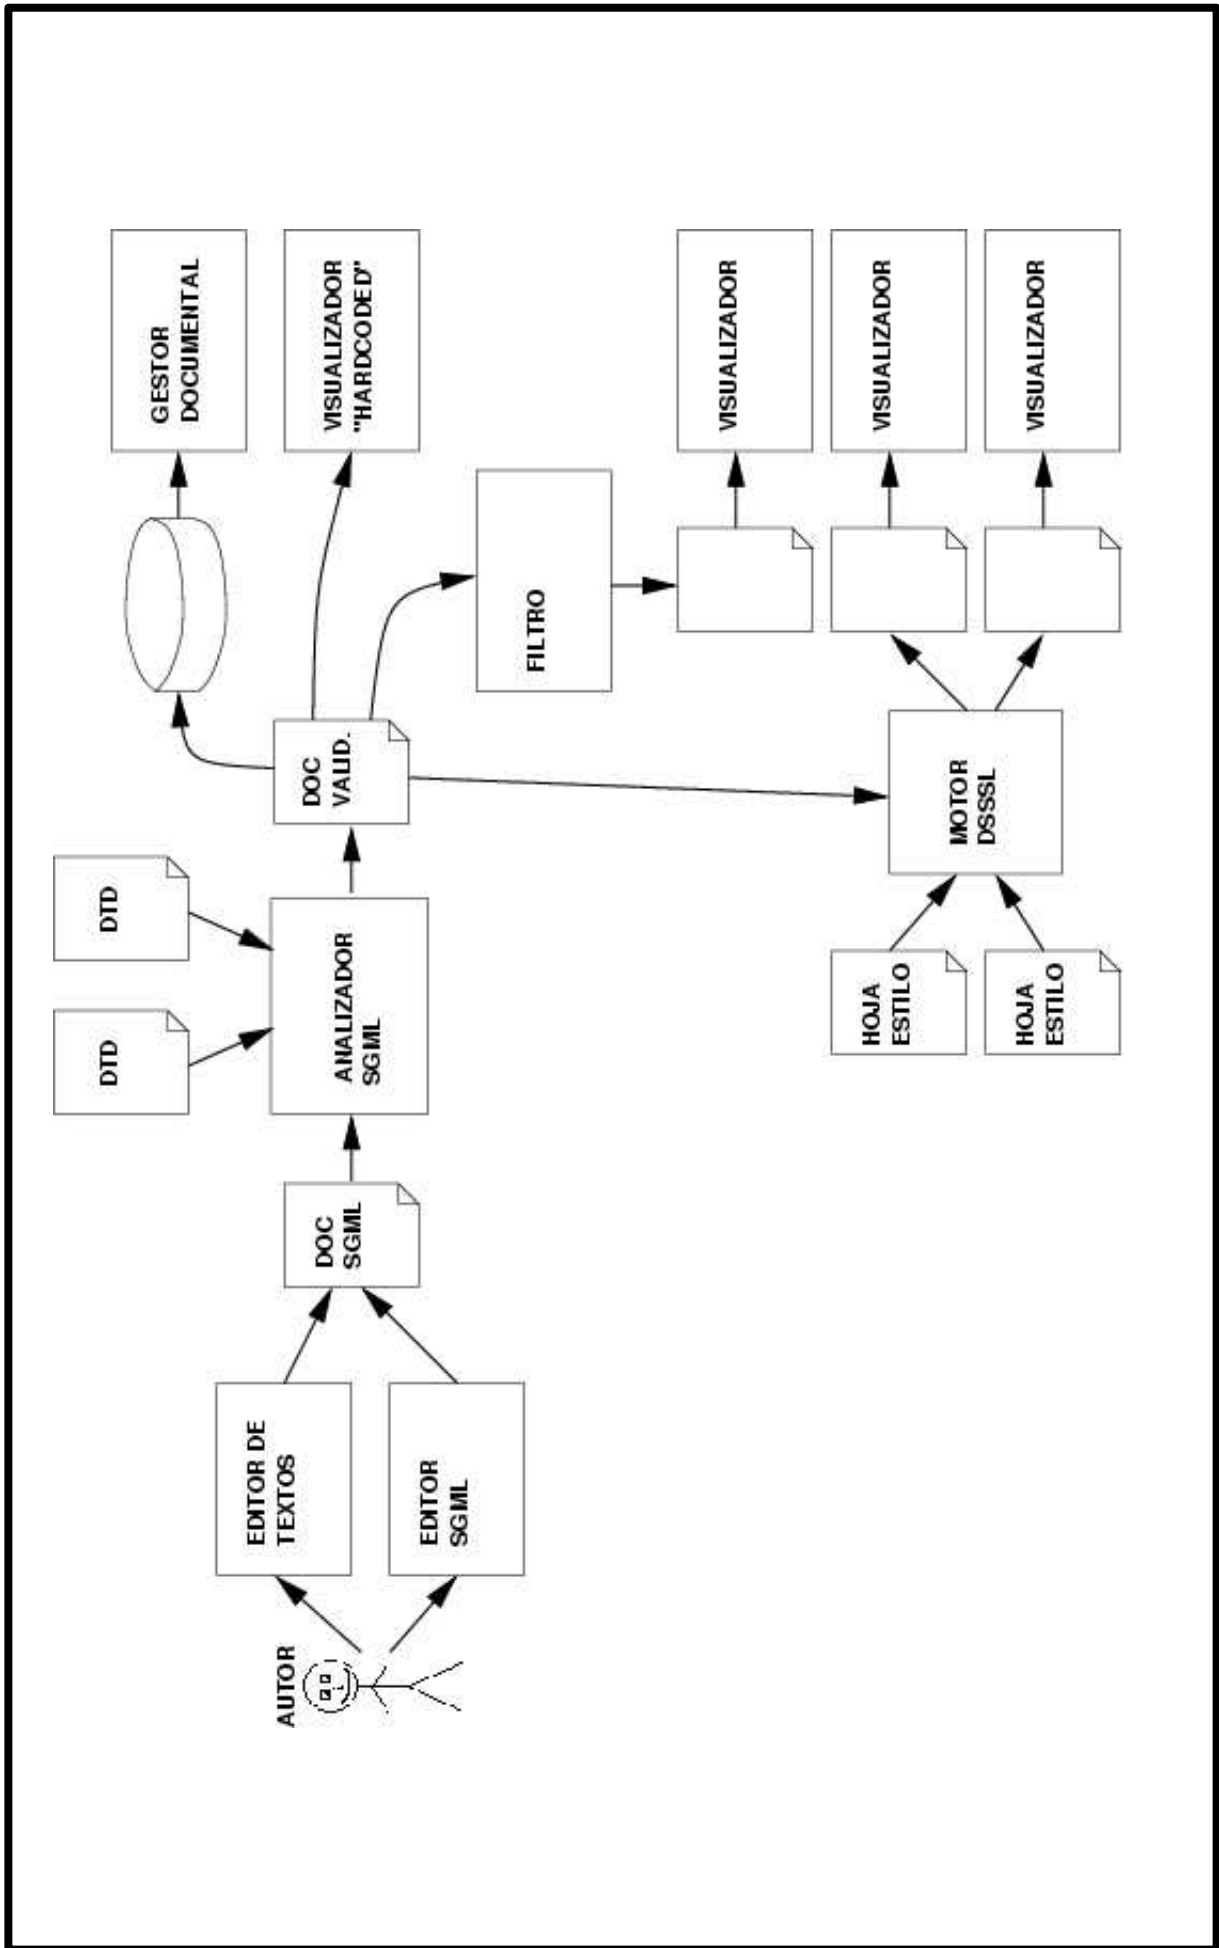 AUTOR
EDITOR DE
TEXTOS
EDITOR
SGML
DOC
SGML
DTD
DTD
ANALIZADOR
SGML
DOC
VALID.
GESTOR
DOCUMENTAL
VISUALIZADOR
"HARDCODED"
FILTRO
VISUALIZADOR
HOJA
ESTILO
HOJA
ESTILO
MOTOR
DSSSL
VISUALIZADOR
VISUALIZADOR